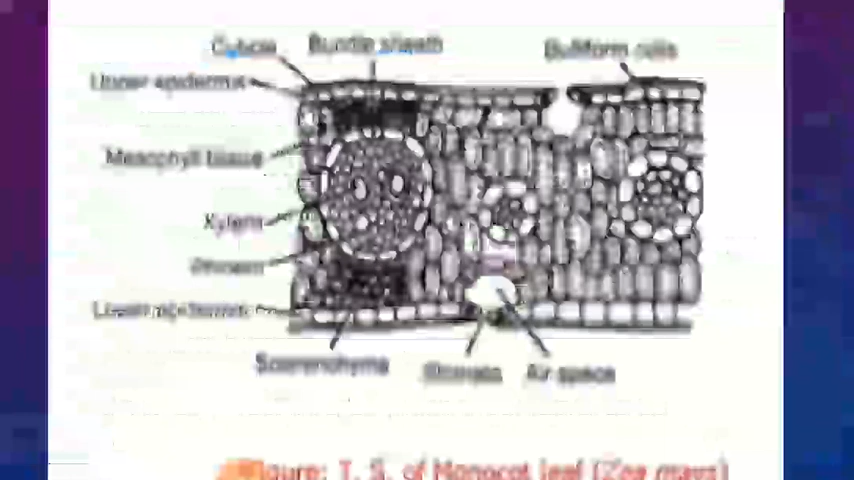 Cuticle
Bundle sheath
Bulliform cells
Upper epidermis
Mesophyll tissue
Xylem
Phloem
Lower epidermis
Sclerenchyma
Stomata
Air space
Figure: T. S. of Monocot leaf (Zea mays)